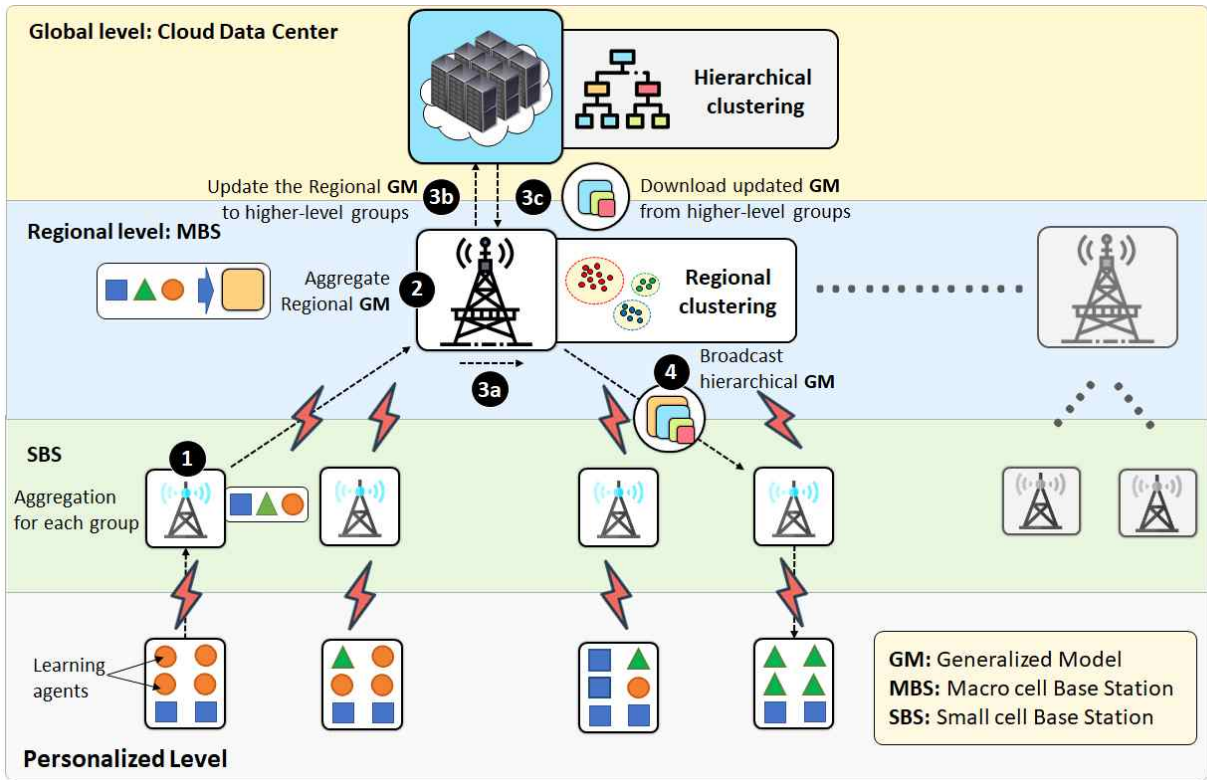 Global level: Cloud Data Center
Hierarchical
clustering
Update the Regional GM
to higher-level groups
3b
3c
Download updated GM
from higher-level groups
Regional level: MBS
Aggregate
Regional GM
2
Regional
clustering
3a
4
Broadcast
hierarchical GM
SBS
1
Aggregation
for each group
Learning
agents
GM: Generalized Model
MBS: Macro cell Base Station
SBS: Small cell Base Station
Personalized Level